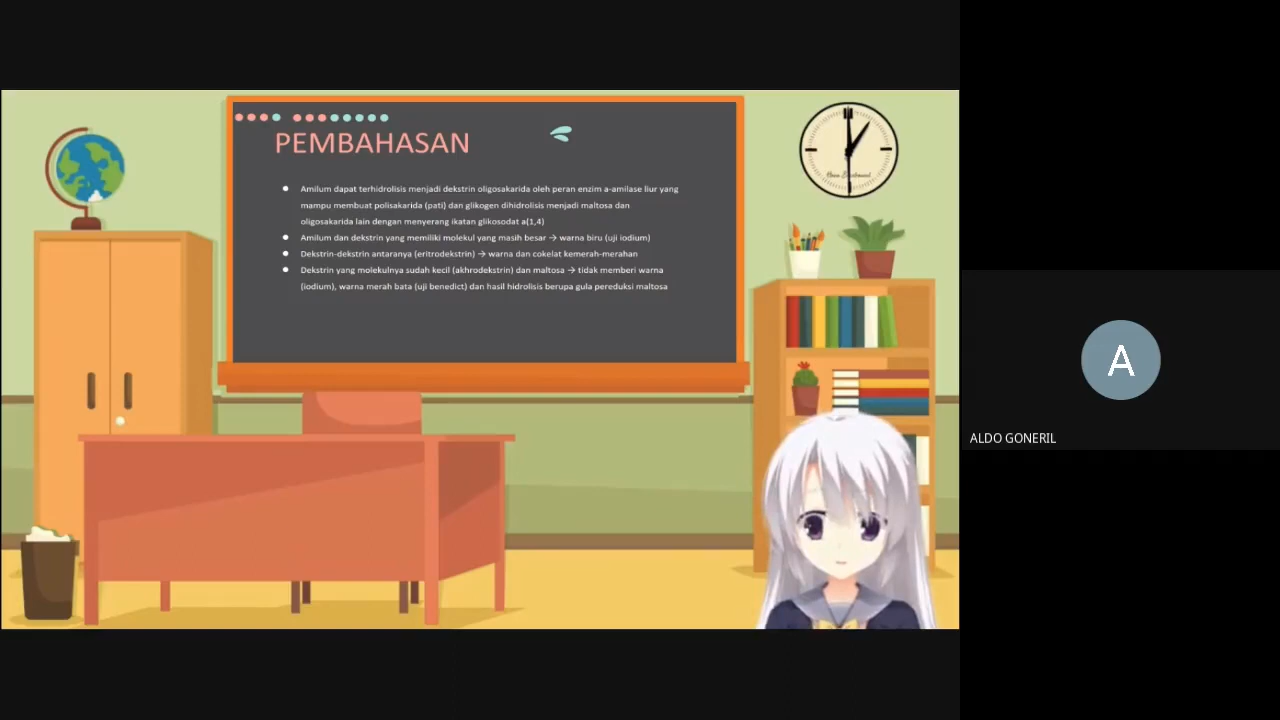 PEMBAHASAN
● Amilum dapat terhidrolisis menjadi dekstrin oligosakarida oleh peran enzim a-amilase liur yang
mampu membuat polisakarida (pati) dan glikogen dihidrolisis menjadi maltosa dan
oligosakarida lain dengan menyerang ikatan glikosodat a(1,4)
● Amilum dan dekstrin yang memiliki molekul yang masih besar → warna biru (uji iodium)
● Dekstrin-dekstrin antaranya (eritrodekstrin) → warna dan cokelat kemerah-merahan
● Dekstrin yang molekulnya sudah kecil (akhrodekstrin) dan maltosa → tidak memberi warna
(iodium), warna merah bata (uji benedict) dan hasil hidrolisis berupa gula pereduksi maltosa
A
ALDO GONERIL